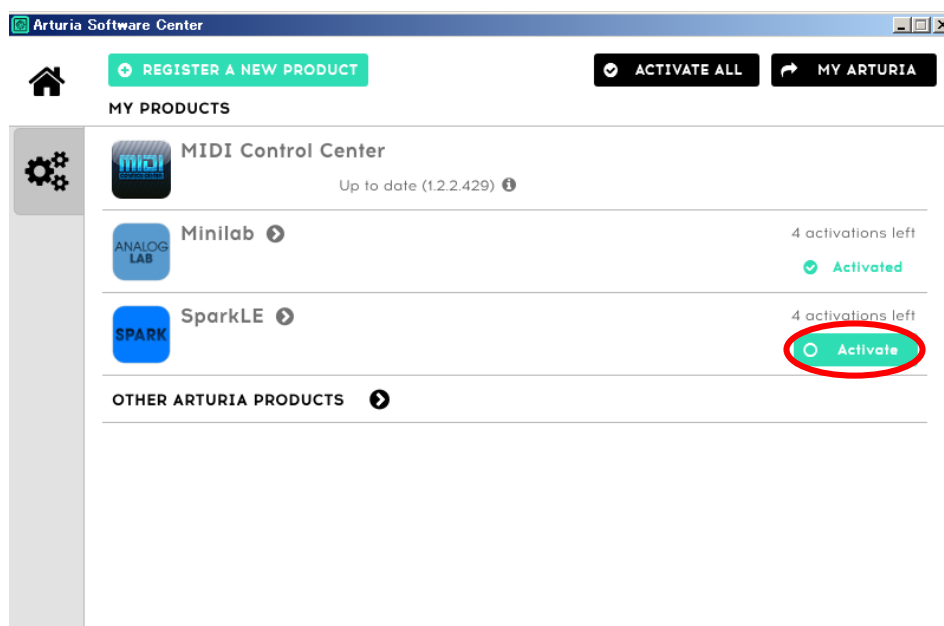 Arturia Software Center
REGISTER A NEW PRODUCT
ACTIVATE ALL
MY ARTURIA
MY PRODUCTS
MIDI
CONTROL CENTER
MIDI Control Center
Up to date (1.2.2.429)
ANALOG
LAB
Minilab
4 activations left
Activated
SPARK
SparkLE
4 activations left
Activate
OTHER ARTURIA PRODUCTS